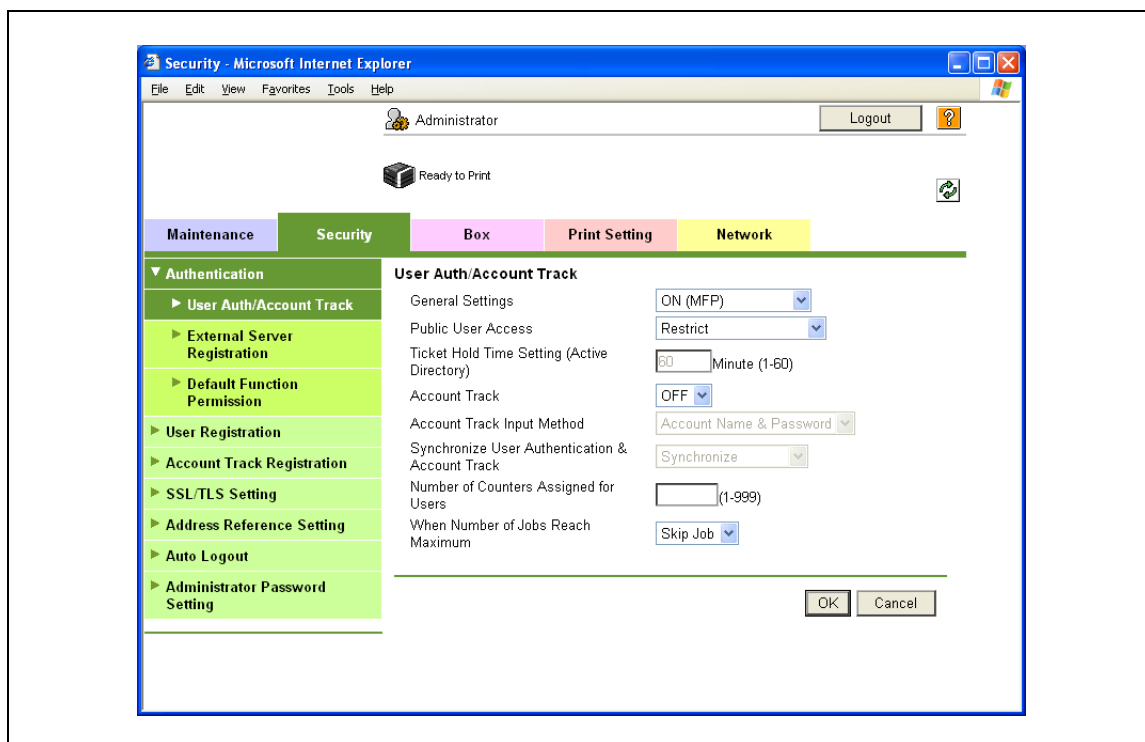 Security - Microsoft Internet Explorer
File Edit View Favorites Tools Help
Administrator
Logout
?
Ready to Print
Maintenance Security Box Print Setting Network
Authentication
User Auth/Account Track
External Server
Registration
Default Function
Permission
User Registration
Account Track Registration
SSL/TLS Setting
Address Reference Setting
Auto Logout
Administrator Password
Setting
User Auth/Account Track
General Settings ON (MFP)
Public User Access Restrict
Ticket Hold Time Setting (Active
Directory) 60 Minute (1-60)
Account Track OFF
Account Track Input Method Account Name & Password
Synchronize User Authentication &
Account Track Synchronize
Number of Counters Assigned for
Users (1-999)
When Number of Jobs Reach
Maximum Skip Job
OK Cancel